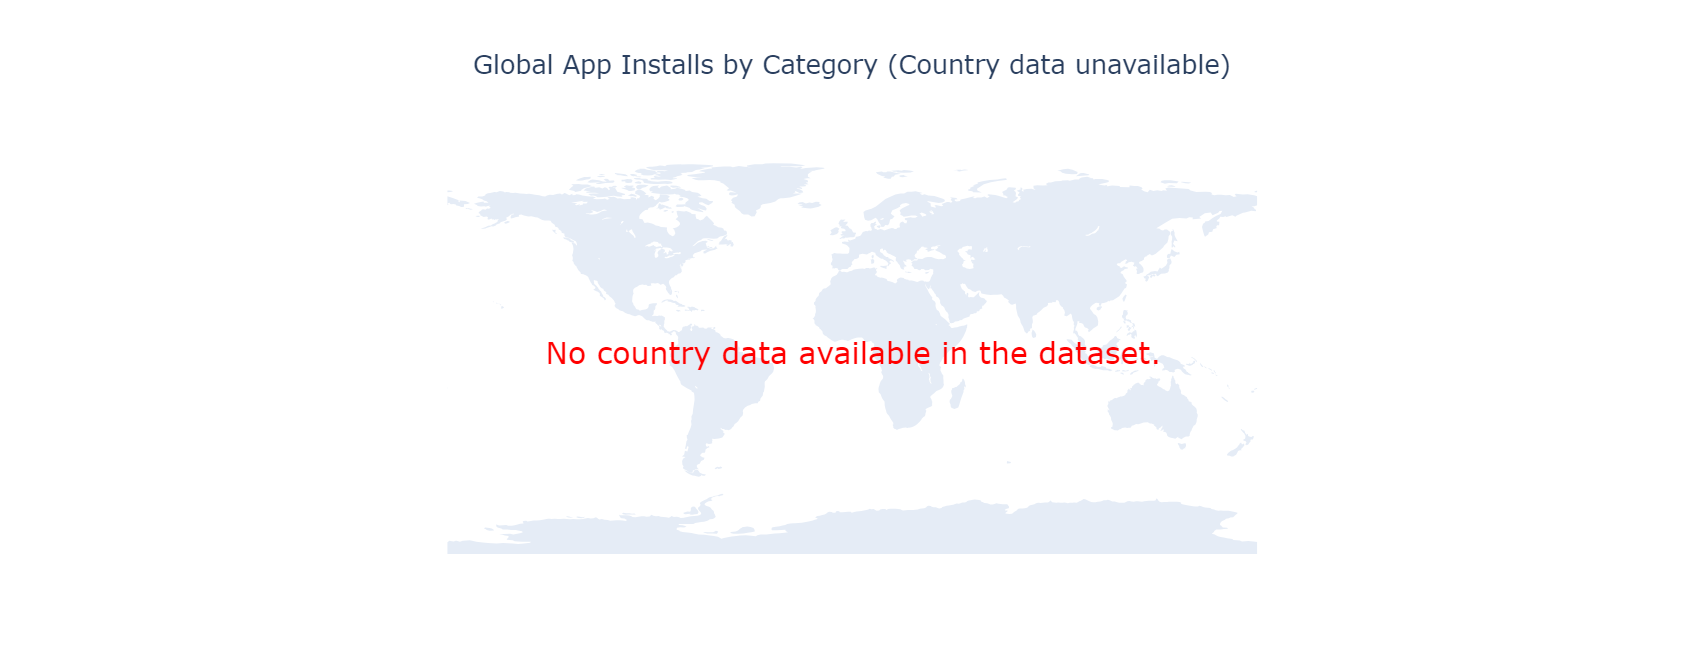 Global App Installs by Category (Country data unavailable)
No country data available in the dataset.